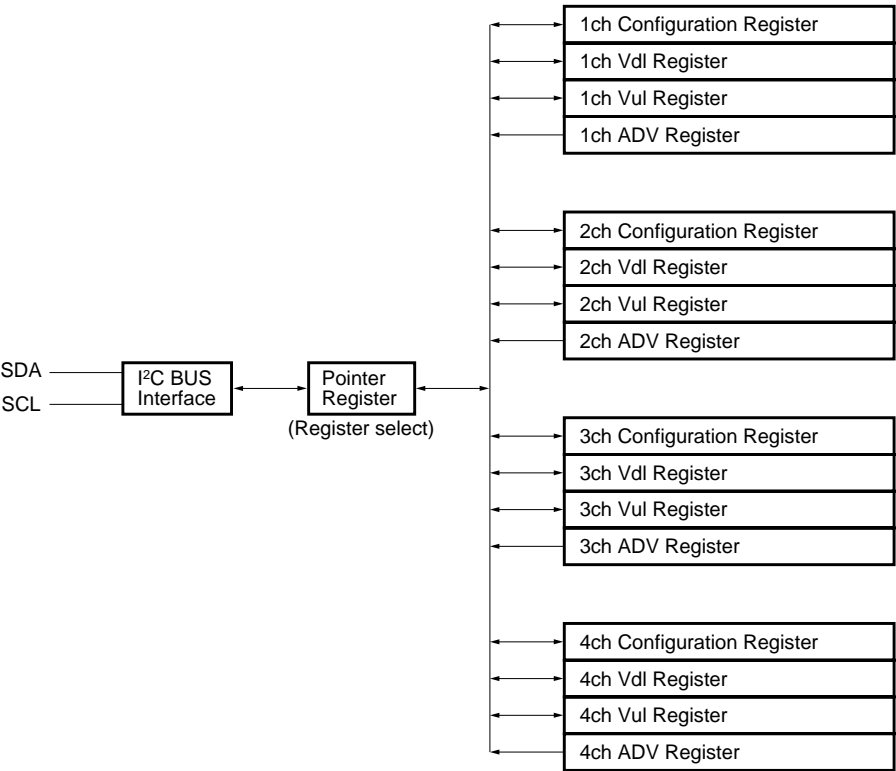 1ch Configuration Register
1ch Vdl Register
1ch Vul Register
1ch ADV Register
2ch Configuration Register
2ch Vdl Register
2ch Vul Register
2ch ADV Register
SDA
SCL
I²C BUS
Interface
Pointer
Register
(Register select)
3ch Configuration Register
3ch Vdl Register
3ch Vul Register
3ch ADV Register
4ch Configuration Register
4ch Vdl Register
4ch Vul Register
4ch ADV Register